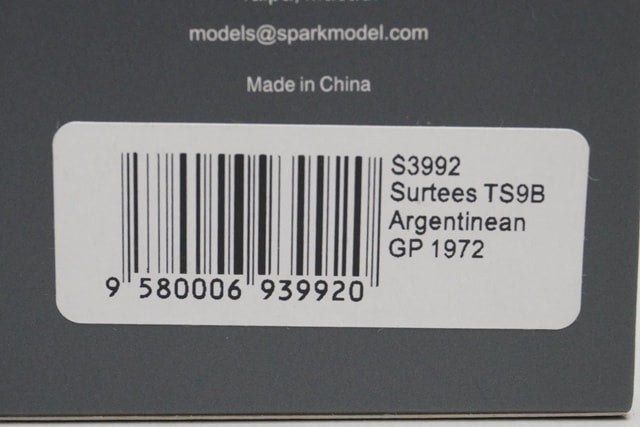 models@sparkmodel.com
Made in China
S3992
Surtees TS9B
Argentinean
GP 1972
9 580006 939920